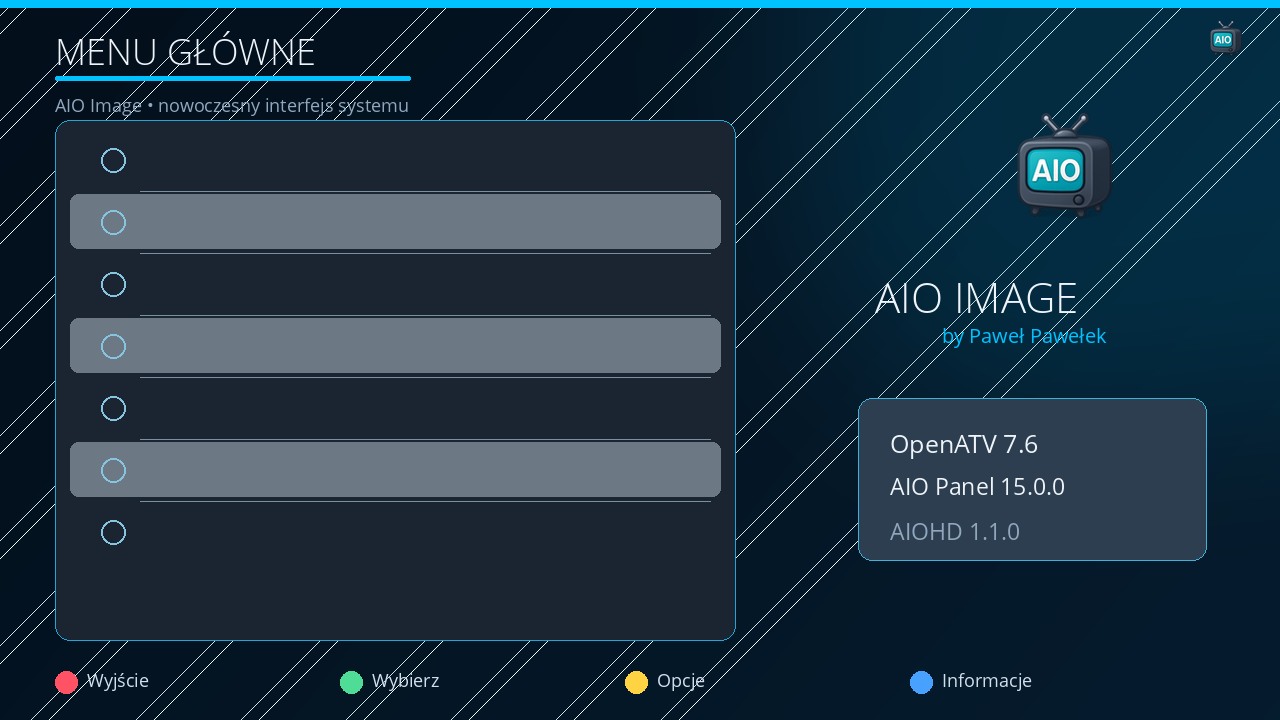 MENU GŁÓWNE
AIO
AIO Image • nowoczesny interfejs systemu
AIO
AIO IMAGE
by Paweł Pawełek
OpenATV 7.6
AIO Panel 15.0.0
AIOHD 1.1.0
Wyjście
Wybierz
Opcje
Informacje